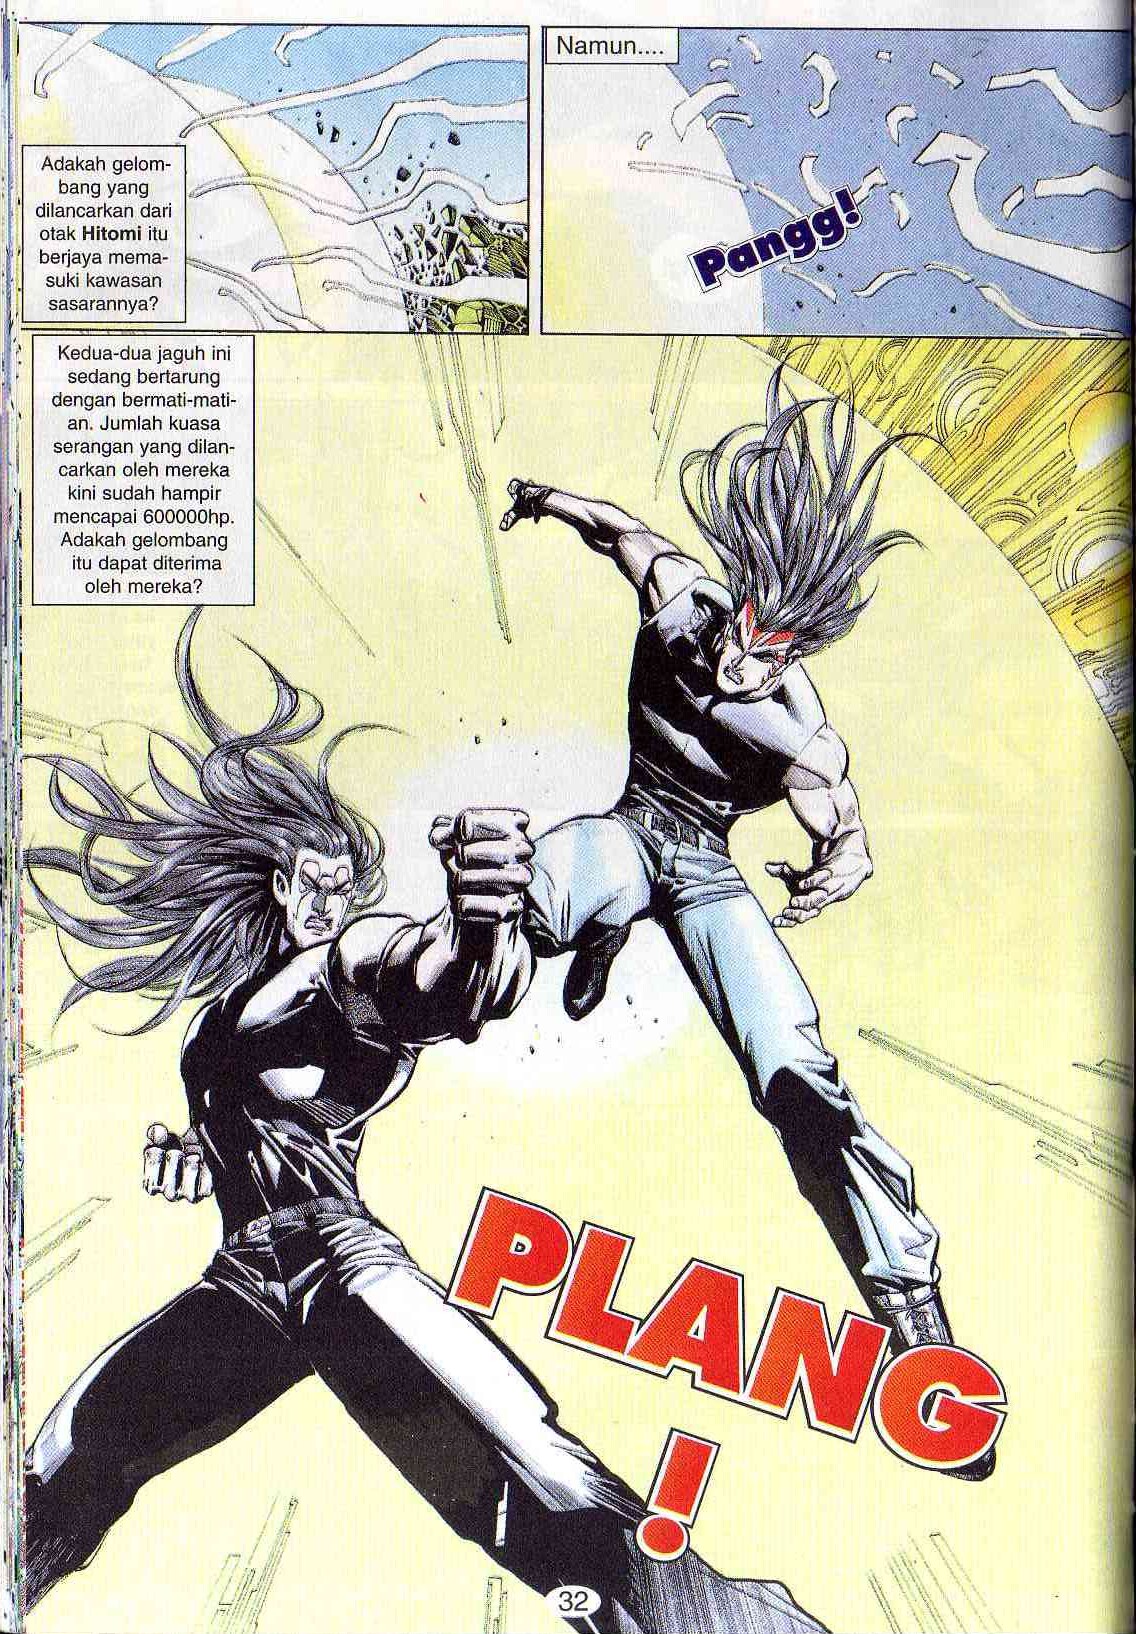 Adakah gelom-
bang yang
dilancarkan dari
otak Hitomi itu
berjaya mema-
suki kawasan
sasarannya?
Namun....
Pangg!
Kedua-dua jaguh ini
sedang bertarung
dengan bermati-mati-
an. Jumlah kuasa
serangan yang dilan-
carkan oleh mereka
kini sudah hampir
mencapai 600000hp.
Adakah gelombang
itu dapat diterima
oleh mereka?
PLANG
!
32